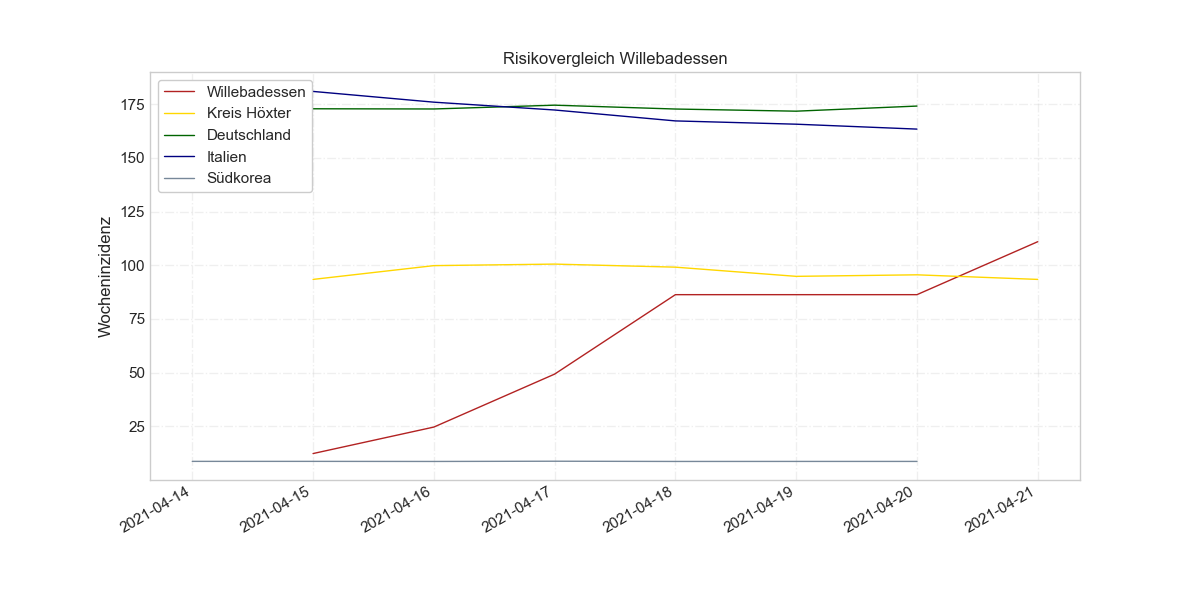 Risikovergleich Willebadessen
Willebadessen
Kreis Höxter
Deutschland
Italien
Südkorea
Wocheninzidenz
175
150
125
100
75
50
25
2021-04-14
2021-04-15
2021-04-16
2021-04-17
2021-04-18
2021-04-19
2021-04-20
2021-04-21